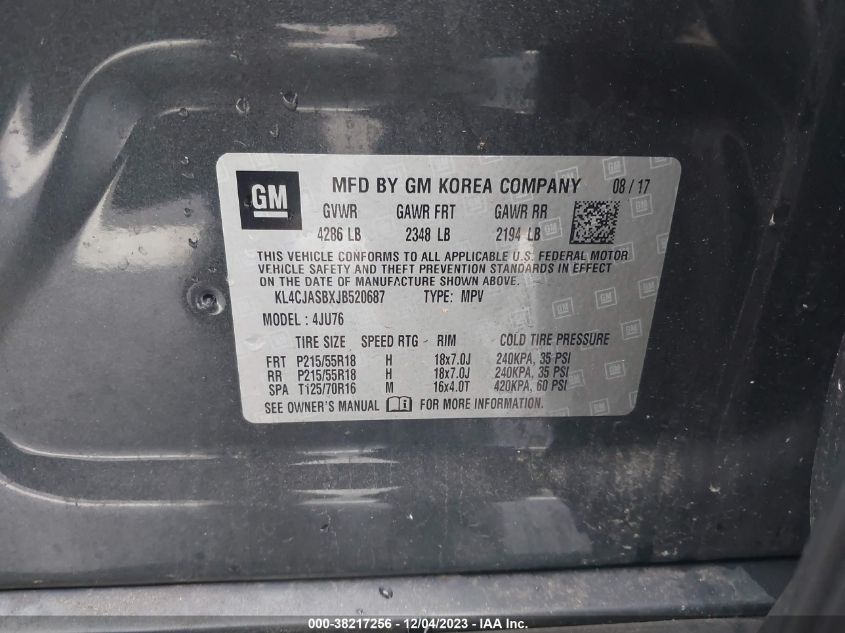 GM
MFD BY GM KOREA COMPANY 08 / 17
GVWR GAWR FRT GAWR RR
4286 LB 2348 LB 2194 LB
THIS VEHICLE CONFORMS TO ALL APPLICABLE U.S. FEDERAL MOTOR
VEHICLE SAFETY AND THEFT PREVENTION STANDARDS IN EFFECT
ON THE DATE OF MANUFACTURE SHOWN ABOVE.
KL4CJASBXJB520687 TYPE: MPV
MODEL : 4JU76
TIRE SIZE SPEED RTG - RIM COLD TIRE PRESSURE
FRT P215/55R18 H 18x7.0J 240KPA, 35 PSI
RR P215/55R18 H 18x7.0J 240KPA, 35 PSI
SPA T125/70R16 M 16x4.0T 420KPA, 60 PSI
SEE OWNER'S MANUAL FOR MORE INFORMATION.
000-38217256 - 12/04/2023 - IAA Inc.